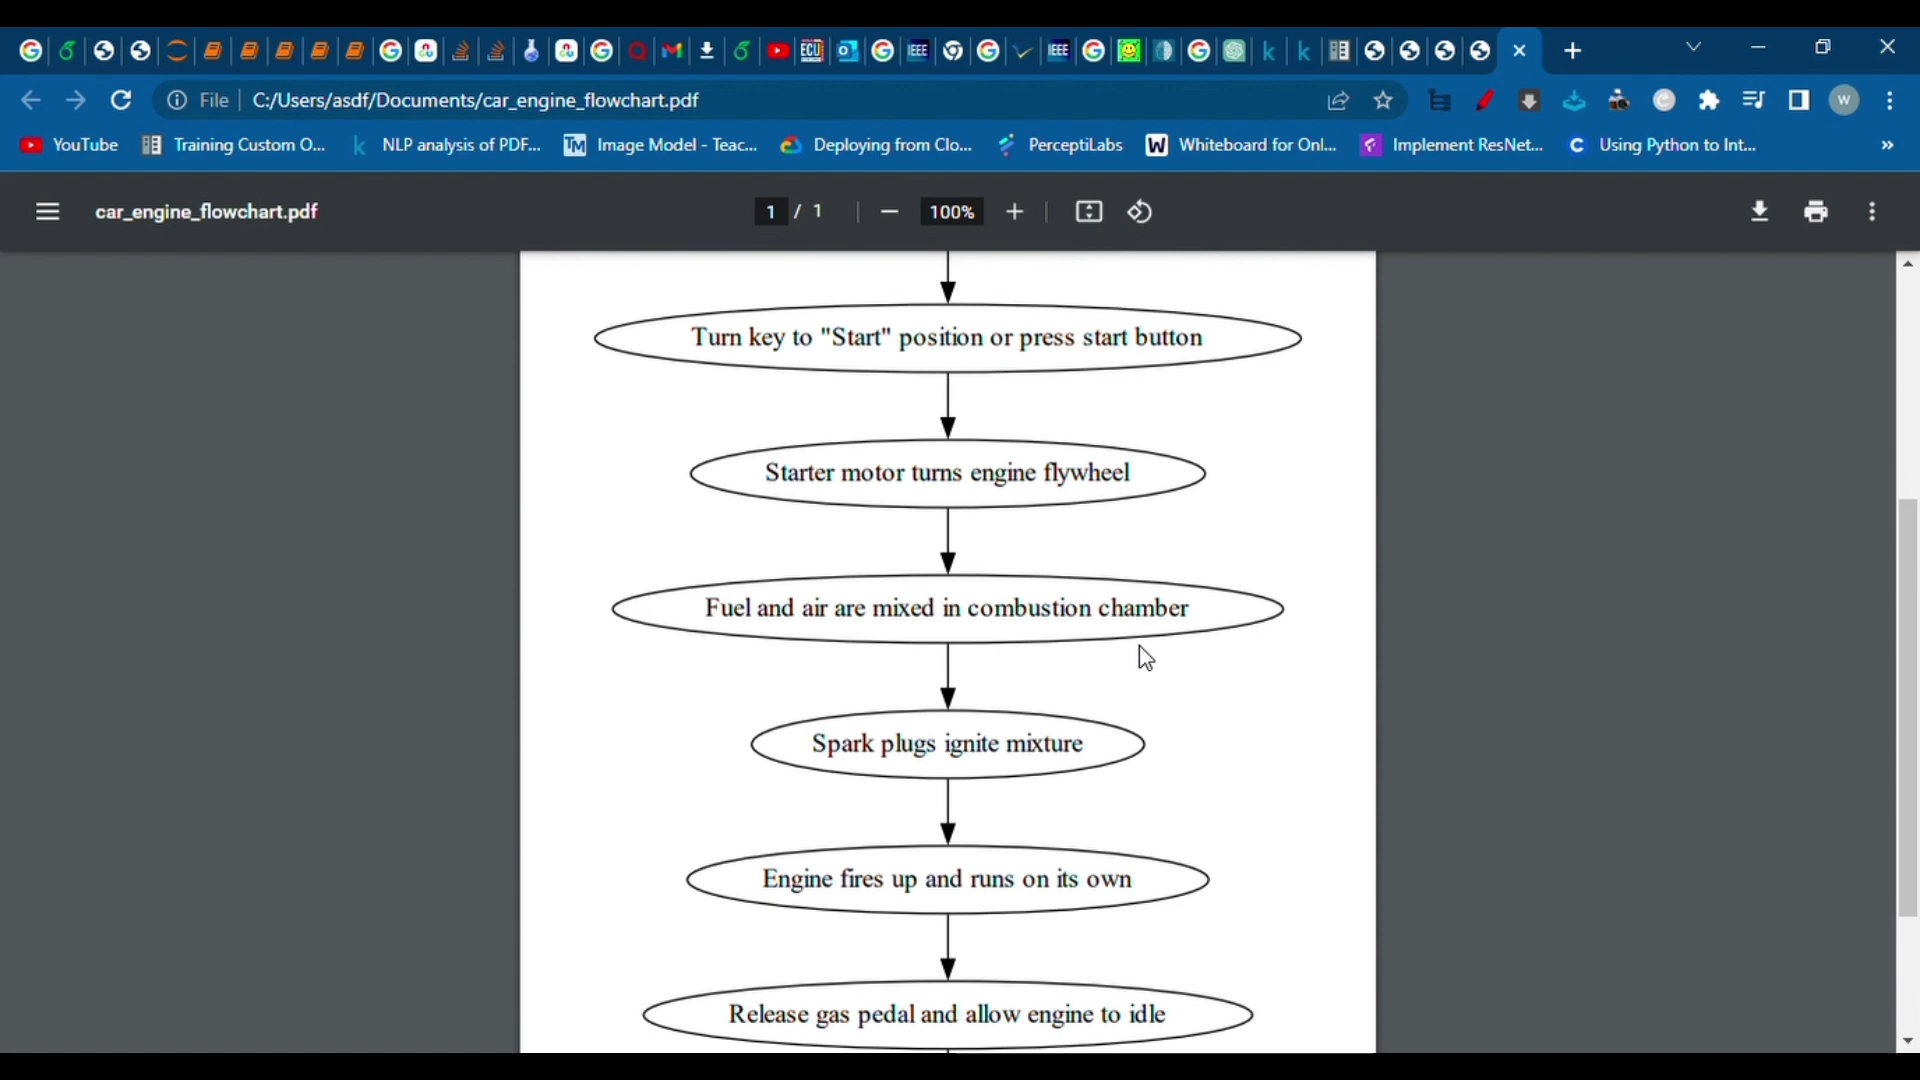 ECU
IEEE
IEEE
File
C:/Users/asdf/Documents/car_engine_flowchart.pdf
W
YouTube
Training Custom O...
NLP analysis of PDF...
TM
Image Model - Teac...
Deploying from Clo...
PerceptiLabs
W
Whiteboard for Onl...
Implement ResNet...
C
Using Python to Int...
»
car_engine_flowchart.pdf
1 / 1
100%
Turn key to "Start" position or press start button
Starter motor turns engine flywheel
Fuel and air are mixed in combustion chamber
Spark plugs ignite mixture
Engine fires up and runs on its own
Release gas pedal and allow engine to idle